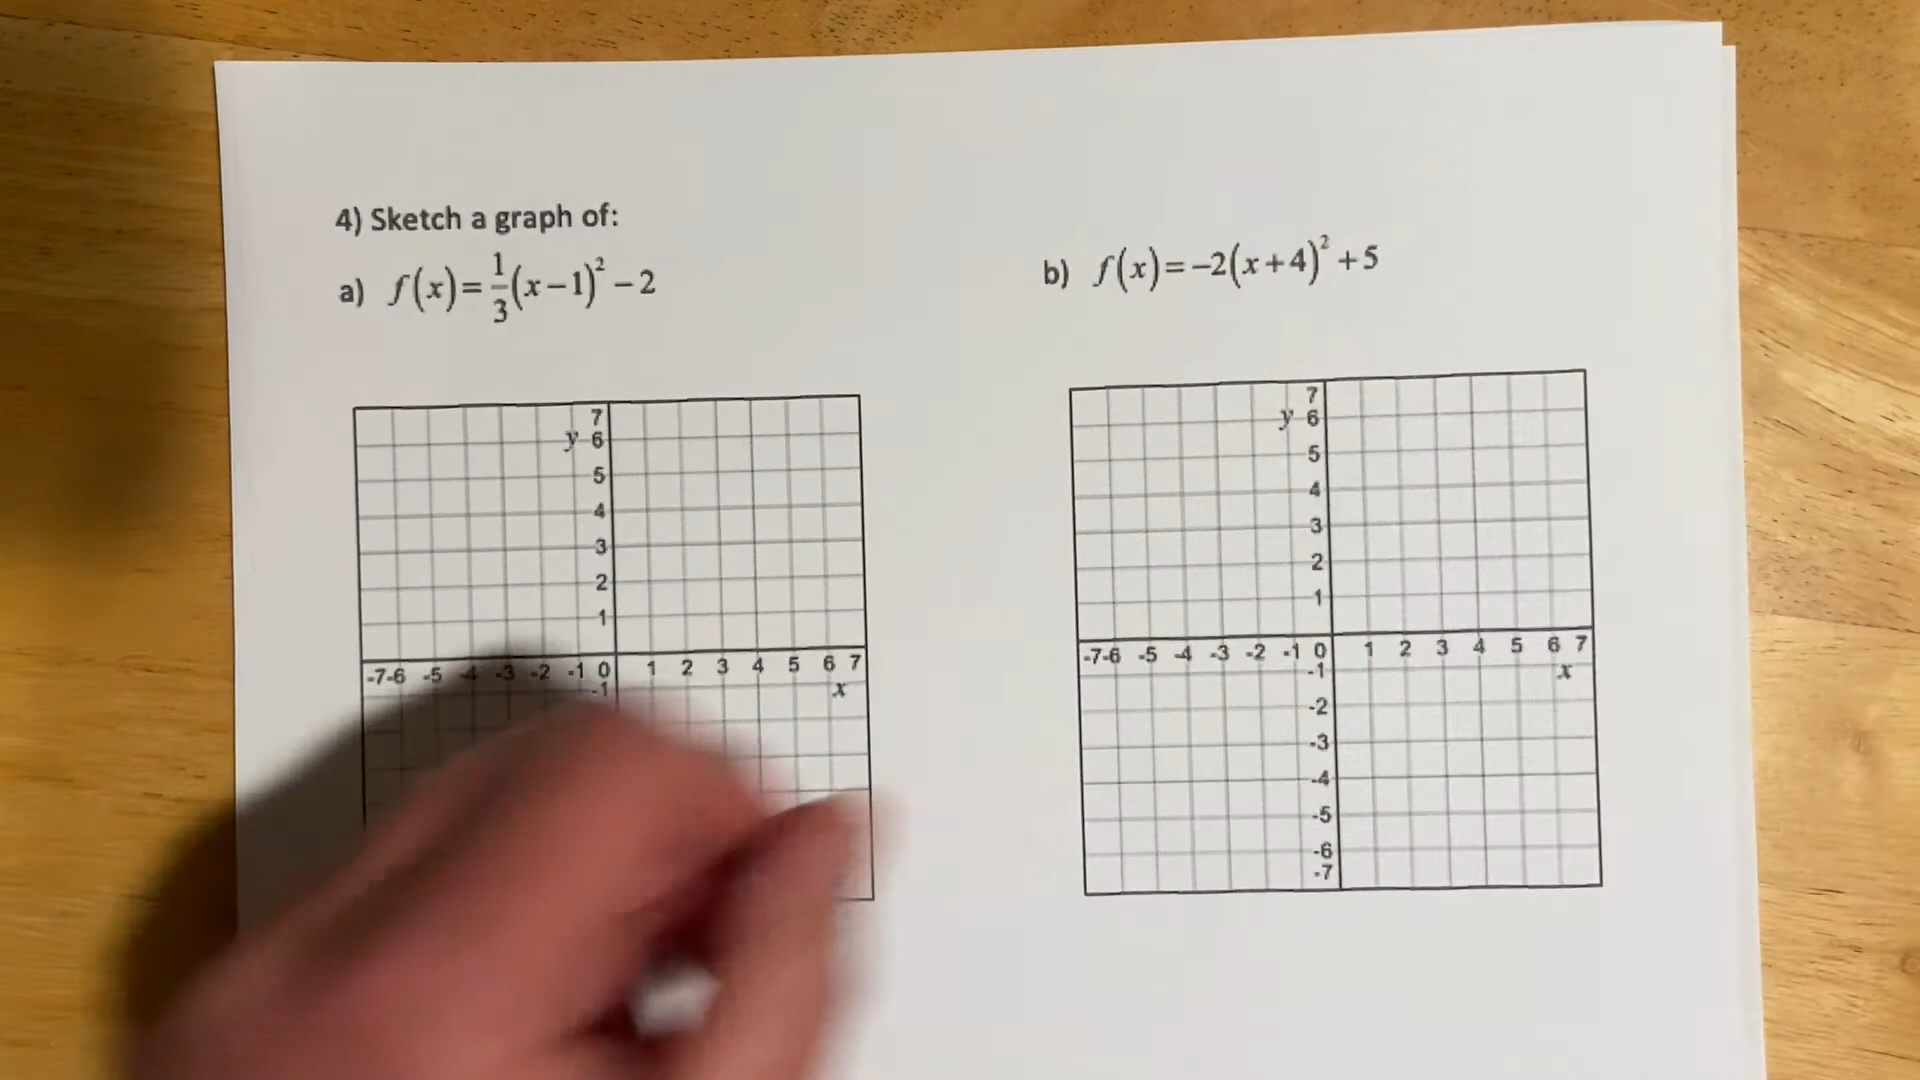 4) Sketch a graph of:
a) f(x)=1/3(x−1)²−2
b) f(x)=−2(x+4)²+5
7
y 6
5
4
3
2
1
-7 -6 -5 -4 -3 -2 -1 0 1 2 3 4 5 6 7
-1
x
7
y 6
5
4
3
2
1
-7 -6 -5 -4 -3 -2 -1 0 1 2 3 4 5 6 7
-1
x
-2
-3
-4
-5
-6
-7